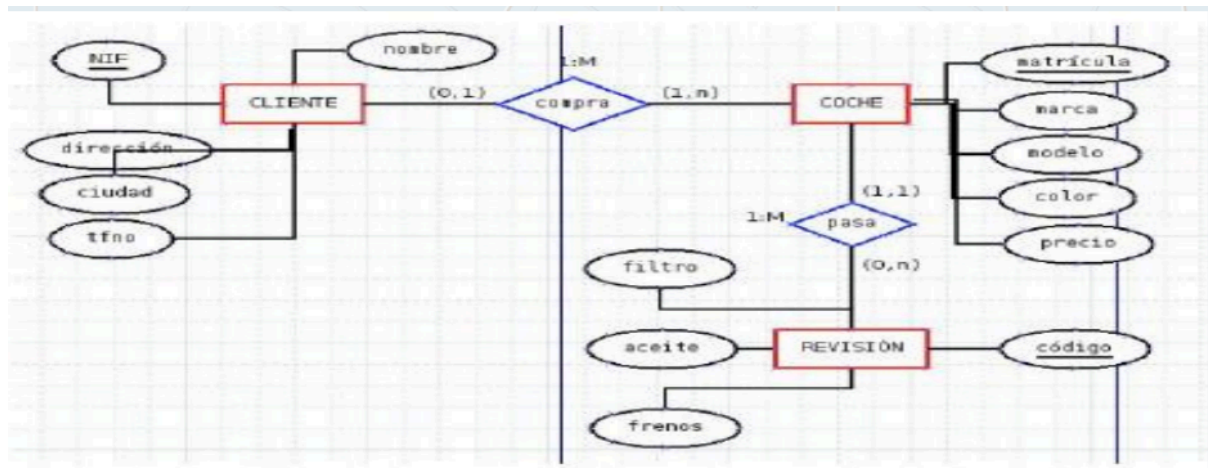 NIF
nombre
1:M
CLIENTE
(0,1)
compra
(1,n)
COCHE
matrícula
marca
dirección
modelo
ciudad
color
(1,1)
1:M
pasa
tfno
precio
filtro
(0,n)
aceite
REVISIÓN
código
frenos